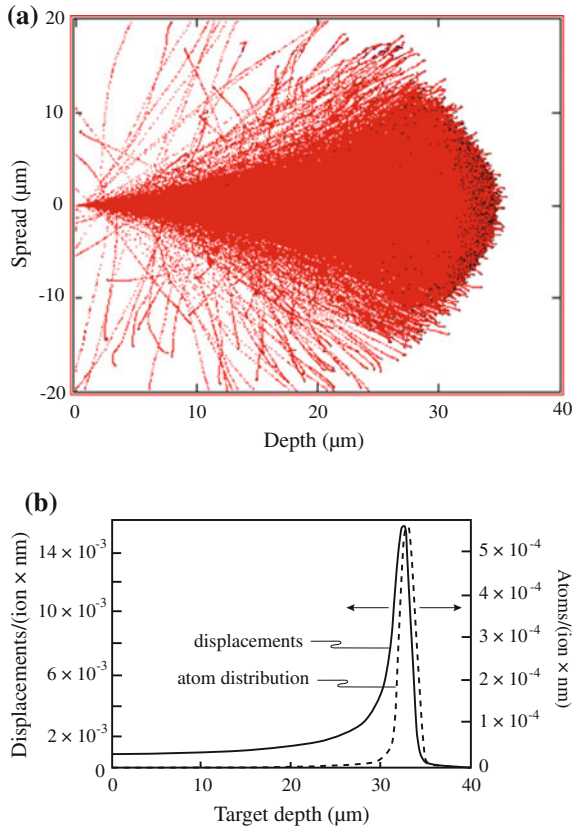 (a)
20
10
0
-10
-20
Spread (μm)
0 10 20 30 40
Depth (μm)
(b)
Displacements/(ion × nm)
14 × 10⁻³
10 × 10⁻³
6 × 10⁻³
2 × 10⁻³
0
displacements
atom distribution
5 × 10⁻⁴
4 × 10⁻⁴
3 × 10⁻⁴
2 × 10⁻⁴
1 × 10⁻⁴
0
Atoms/(ion × nm)
0 10 20 30 40
Target depth (μm)